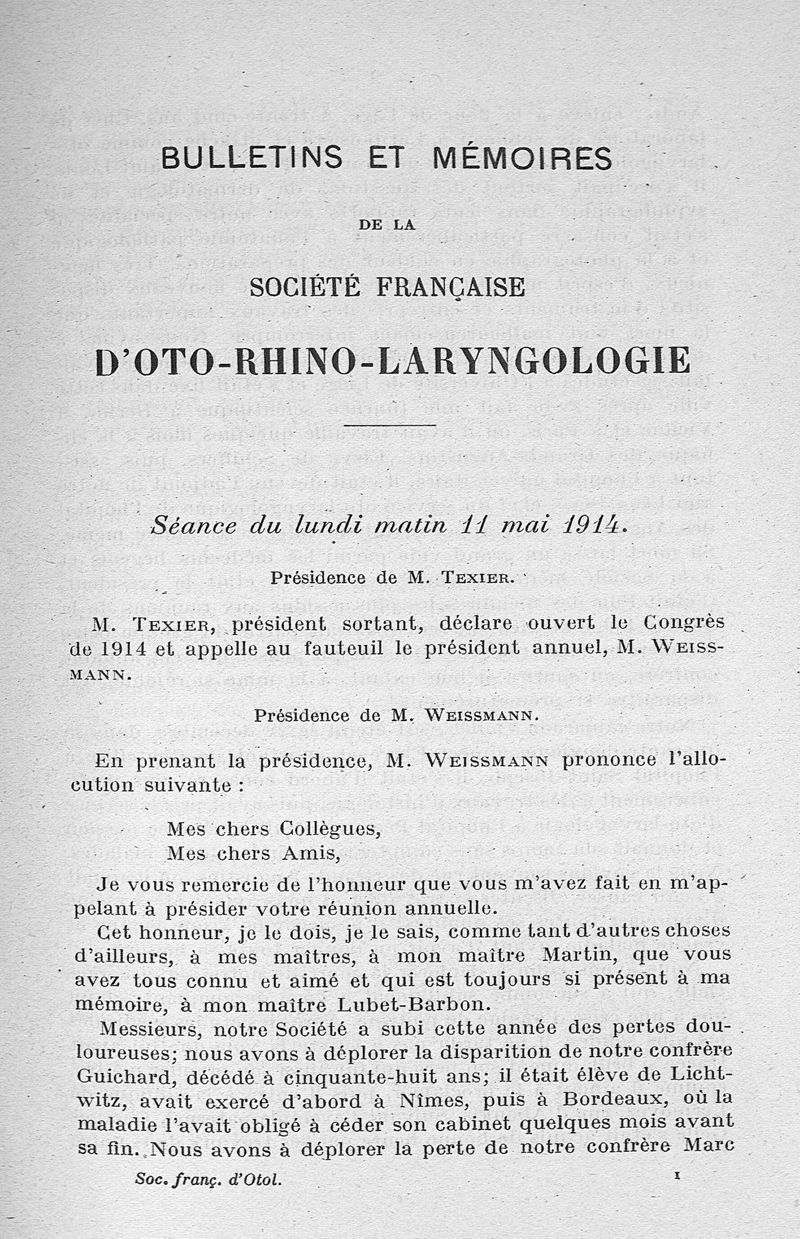 BULLETINS ET MÉMOIRES
DE LA
SOCIÉTÉ FRANÇAISE
D'OTO-RHINO-LARYNGOLOGIE
Séance du lundi matin 11 mai 1914.
Présidence de M. TEXIER.
M. TEXIER, président sortant, déclare ouvert le Congrès
de 1914 et appelle au fauteuil le président annuel, M. WEISS-
MANN.
Présidence de M. WEISSMANN.
En prenant la présidence, M. WEISSMANN prononce l'allo-
cution suivante :
Mes chers Collègues,
Mes chers Amis,
Je vous remercie de l'honneur que vous m'avez fait en m'ap-
pelant à présider votre réunion annuelle.
Cet honneur, je le dois, je le sais, comme tant d'autres choses
d'ailleurs, à mes maîtres, à mon maître Martin, que vous
avez tous connu et aimé et qui est toujours si présent à ma
mémoire, à mon maître Lubet-Barbon.
Messieurs, notre Société a subi cette année des pertes dou-
loureuses; nous avons à déplorer la disparition de notre confrère
Guichard, décédé à cinquante-huit ans; il était élève de Licht-
witz, avait exercé d'abord à Nîmes, puis à Bordeaux, où la
maladie l'avait obligé à céder son cabinet quelques mois avant
sa fin. Nous avons à déplorer la perte de notre confrère Marc
Soc. franç. d'Otol. 1